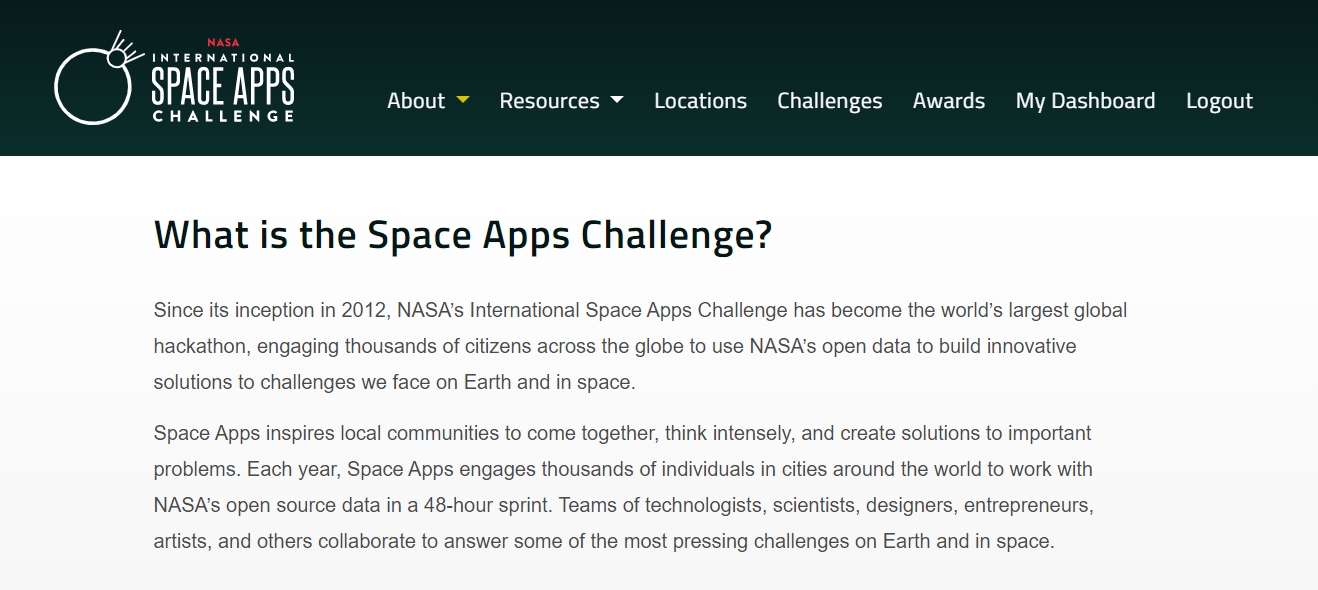 NASA
INTERNATIONAL
SPACE APPS
CHALLENGE
About
Resources
Locations
Challenges
Awards
My Dashboard
Logout
What is the Space Apps Challenge?
Since its inception in 2012, NASA’s International Space Apps Challenge has become the world’s largest global
hackathon, engaging thousands of citizens across the globe to use NASA’s open data to build innovative
solutions to challenges we face on Earth and in space.
Space Apps inspires local communities to come together, think intensely, and create solutions to important
problems. Each year, Space Apps engages thousands of individuals in cities around the world to work with
NASA’s open source data in a 48-hour sprint. Teams of technologists, scientists, designers, entrepreneurs,
artists, and others collaborate to answer some of the most pressing challenges on Earth and in space.